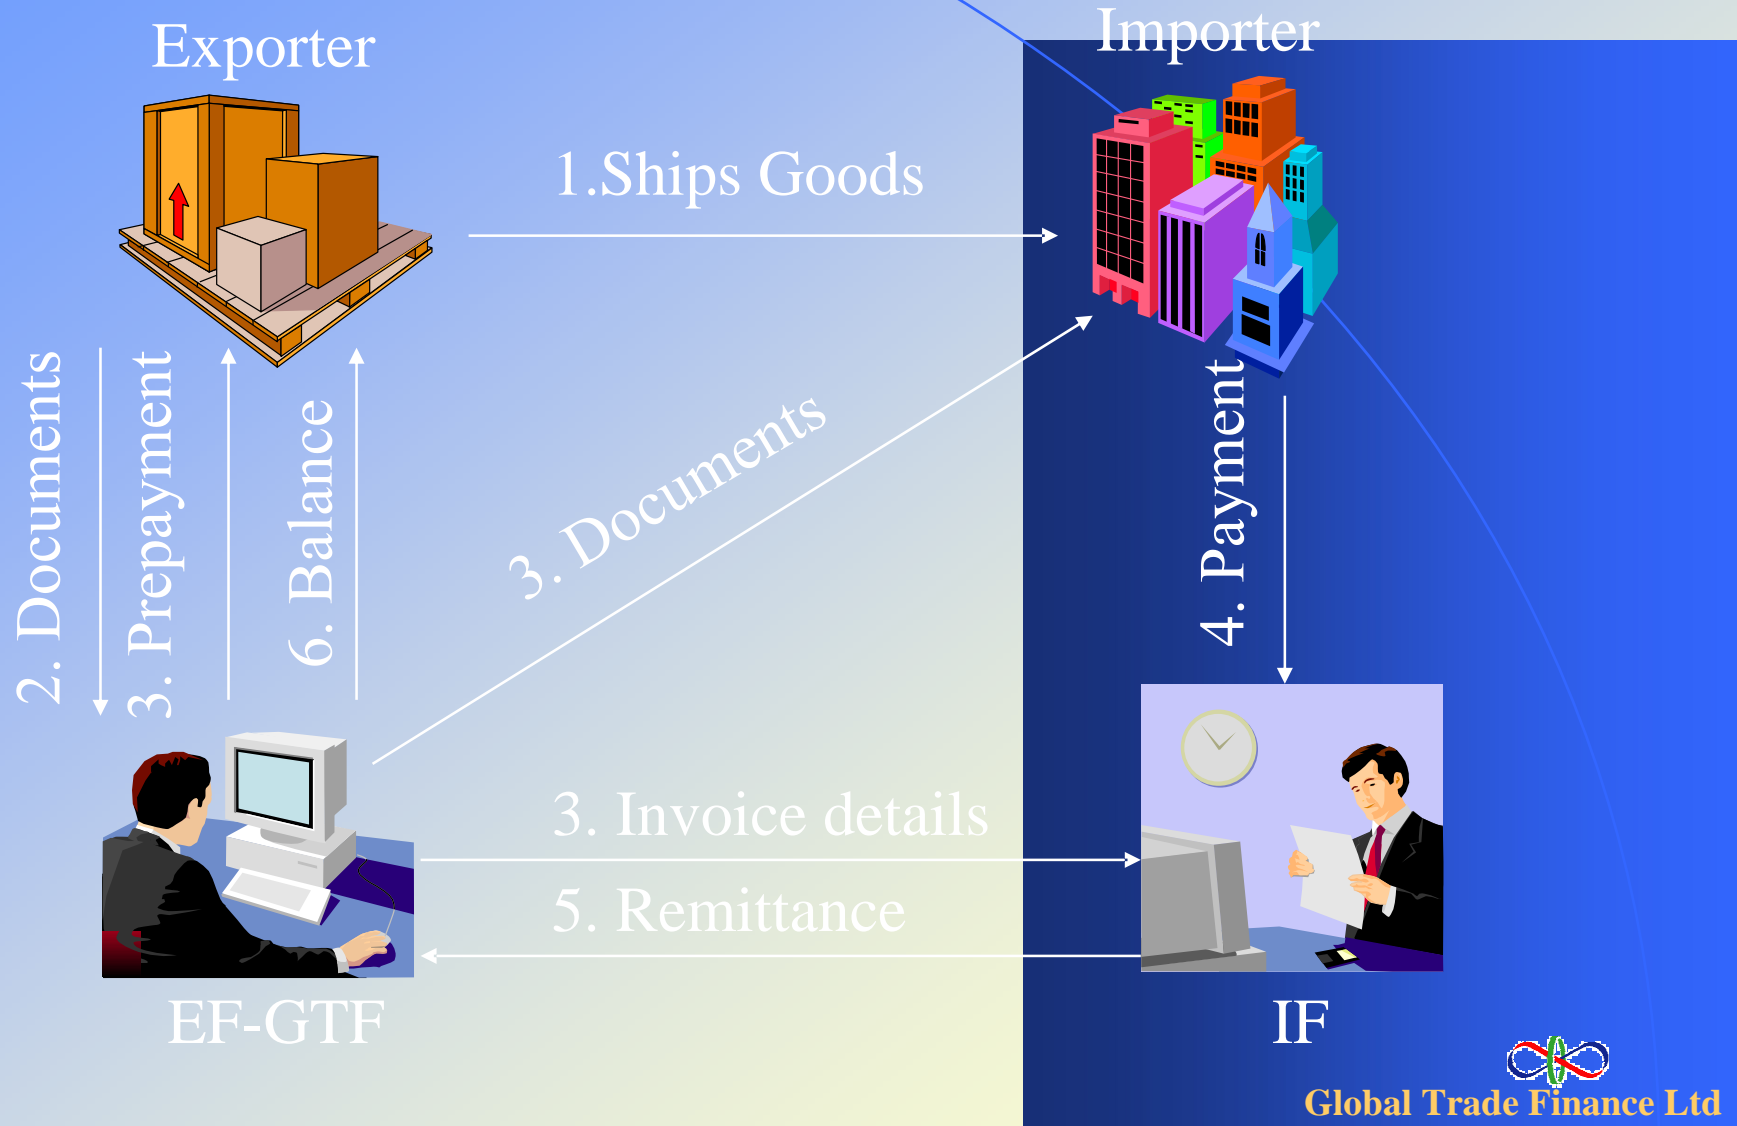 Exporter
Importer
1.Ships Goods
2. Documents
3. Prepayment
6. Balance
3. Documents
4. Payment
3. Invoice details
5. Remittance
EF-GTF
IF
Global Trade Finance Ltd